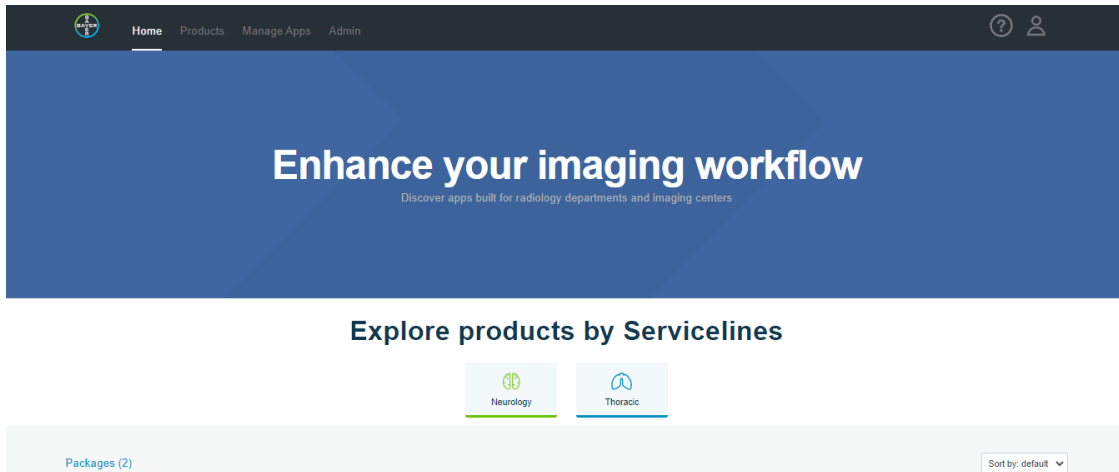 BAYER
Home Products Manage Apps Admin
?
Enhance your imaging workflow
Discover apps built for radiology departments and imaging centers
Explore products by Servicelines
Neurology Thoracic
Packages (2) Sort by: default